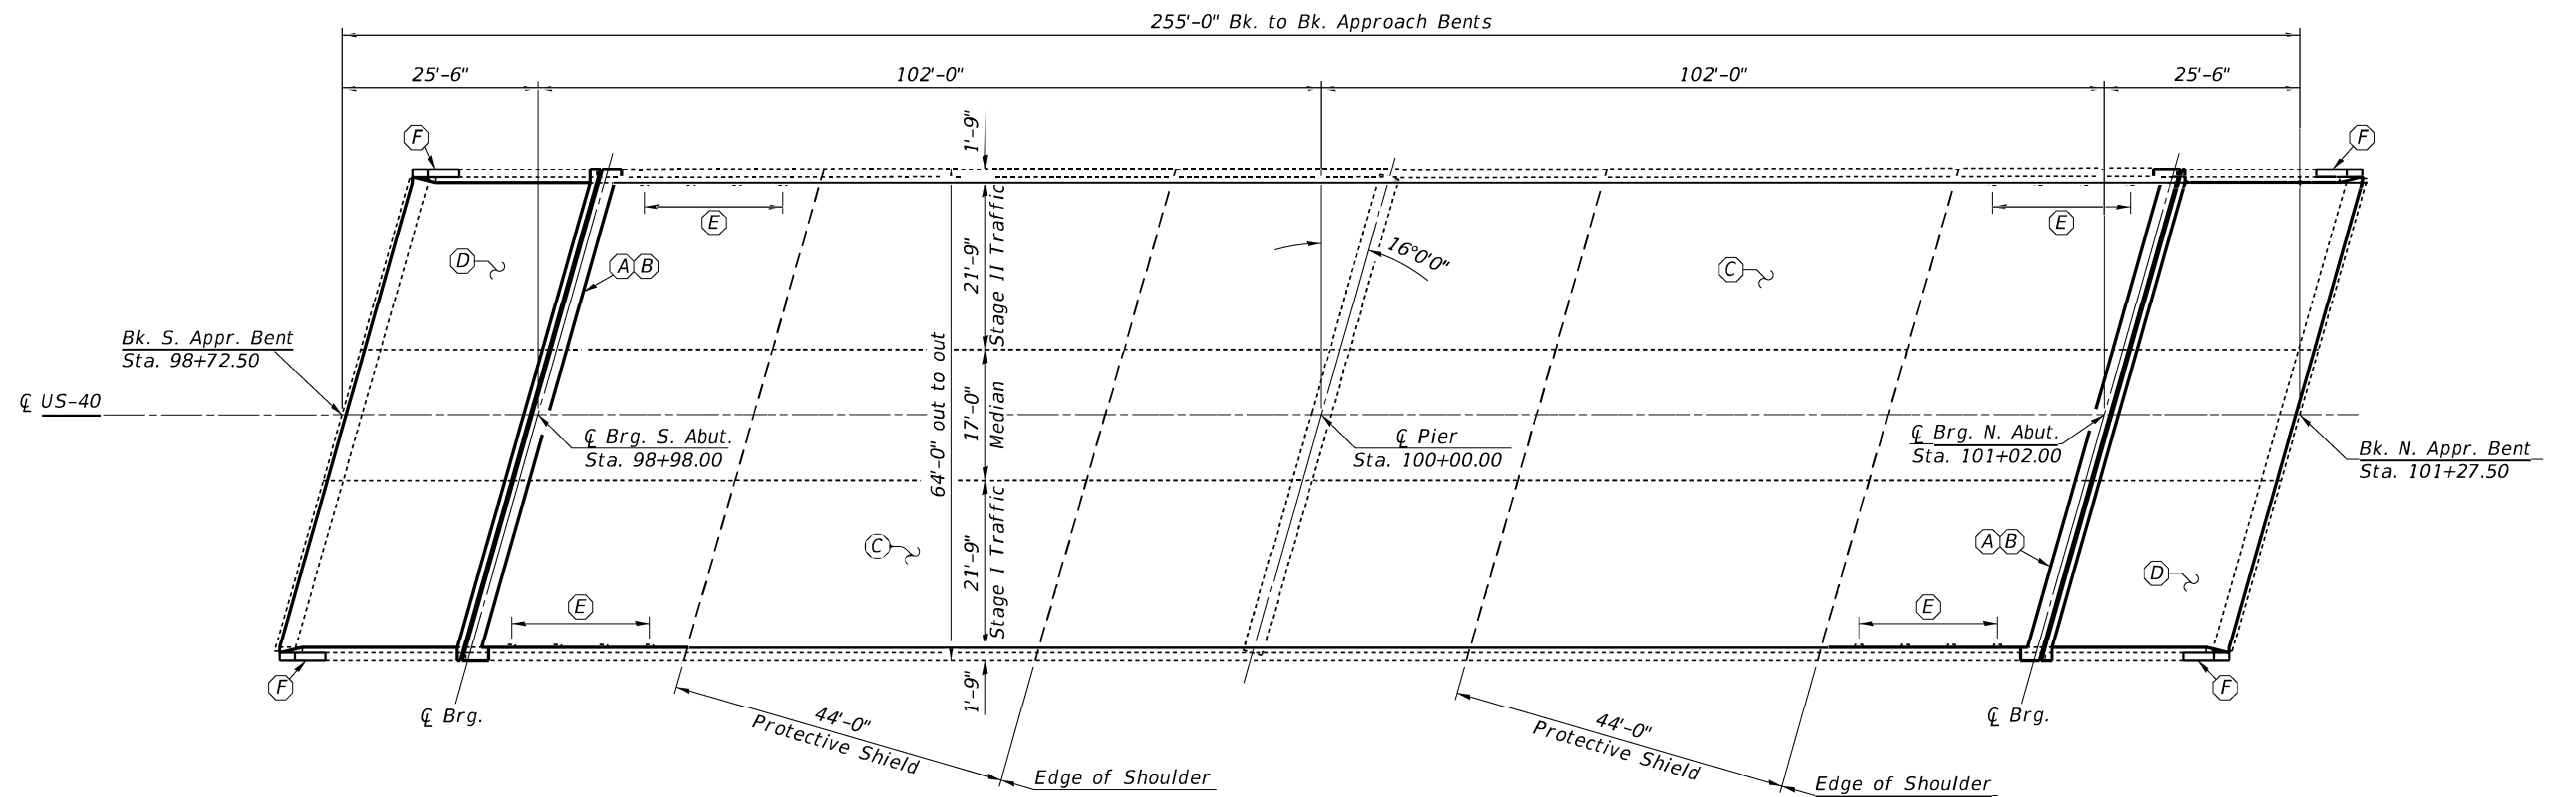 255'-0" Bk. to Bk. Approach Bents
25'-6"
102'-0"
102'-0"
25'-6"
1'-9"
F
F
E
E
D
A B
21'-9"
Stage II Traffic
16°0'0"
C
Bk. S. Appr. Bent
Sta. 98+72.50
℄ US-40
64'-0" out to out
17'-0"
Median
℄ Brg. S. Abut.
Sta. 98+98.00
℄ Pier
Sta. 100+00.00
℄ Brg. N. Abut.
Sta. 101+02.00
Bk. N. Appr. Bent
Sta. 101+27.50
C
21'-9"
Stage I Traffic
A B
D
E
E
F
F
1'-9"
℄ Brg.
℄ Brg.
44'-0"
Protective Shield
Edge of Shoulder
44'-0"
Protective Shield
Edge of Shoulder